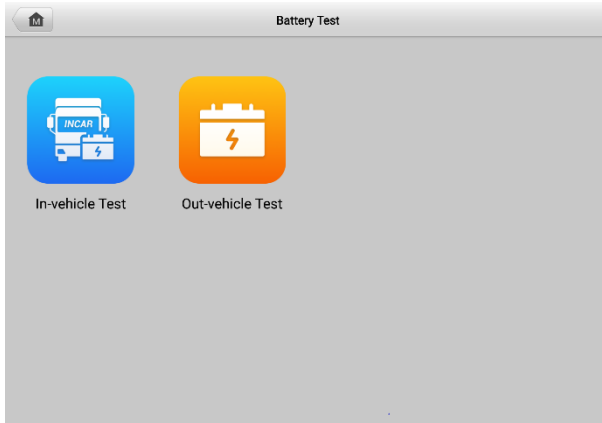 M
Battery Test
INCAR
In-vehicle Test
Out-vehicle Test